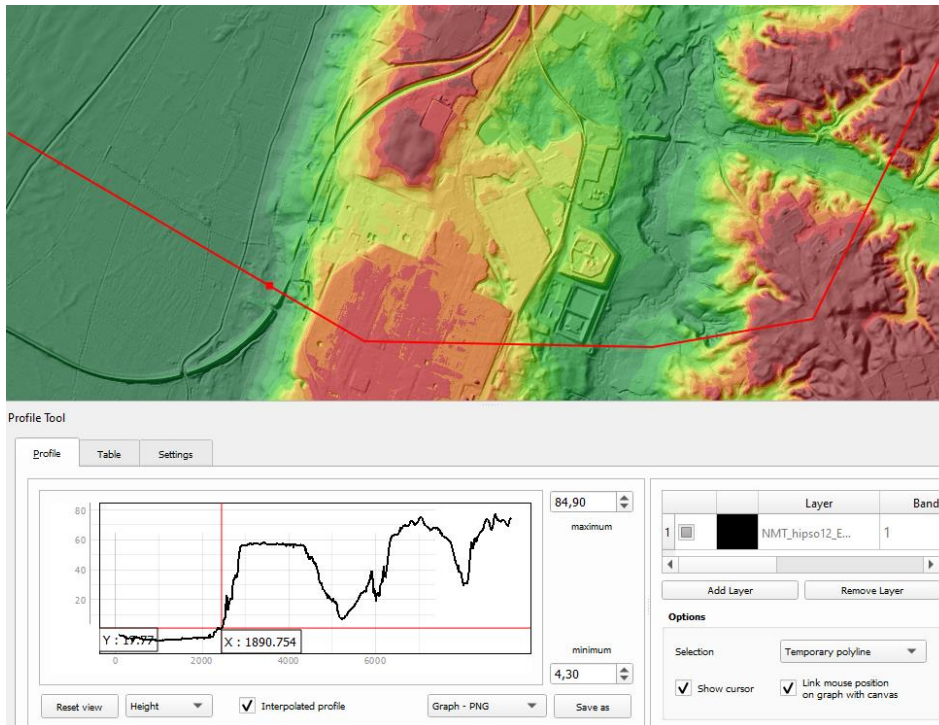 Profile Tool
Profile Table Settings
80
60
40
20
Y : 17.77
X : 1890.754
0 2000 4000 6000
84,90
maximum
minimum
4,30
Reset view Height Interpolated profile Graph - PNG Save as
Layer Band
1 NMT_hipso12_E... 1
Add Layer Remove Layer
Options
Selection Temporary polyline
Show cursor Link mouse position
on graph with canvas